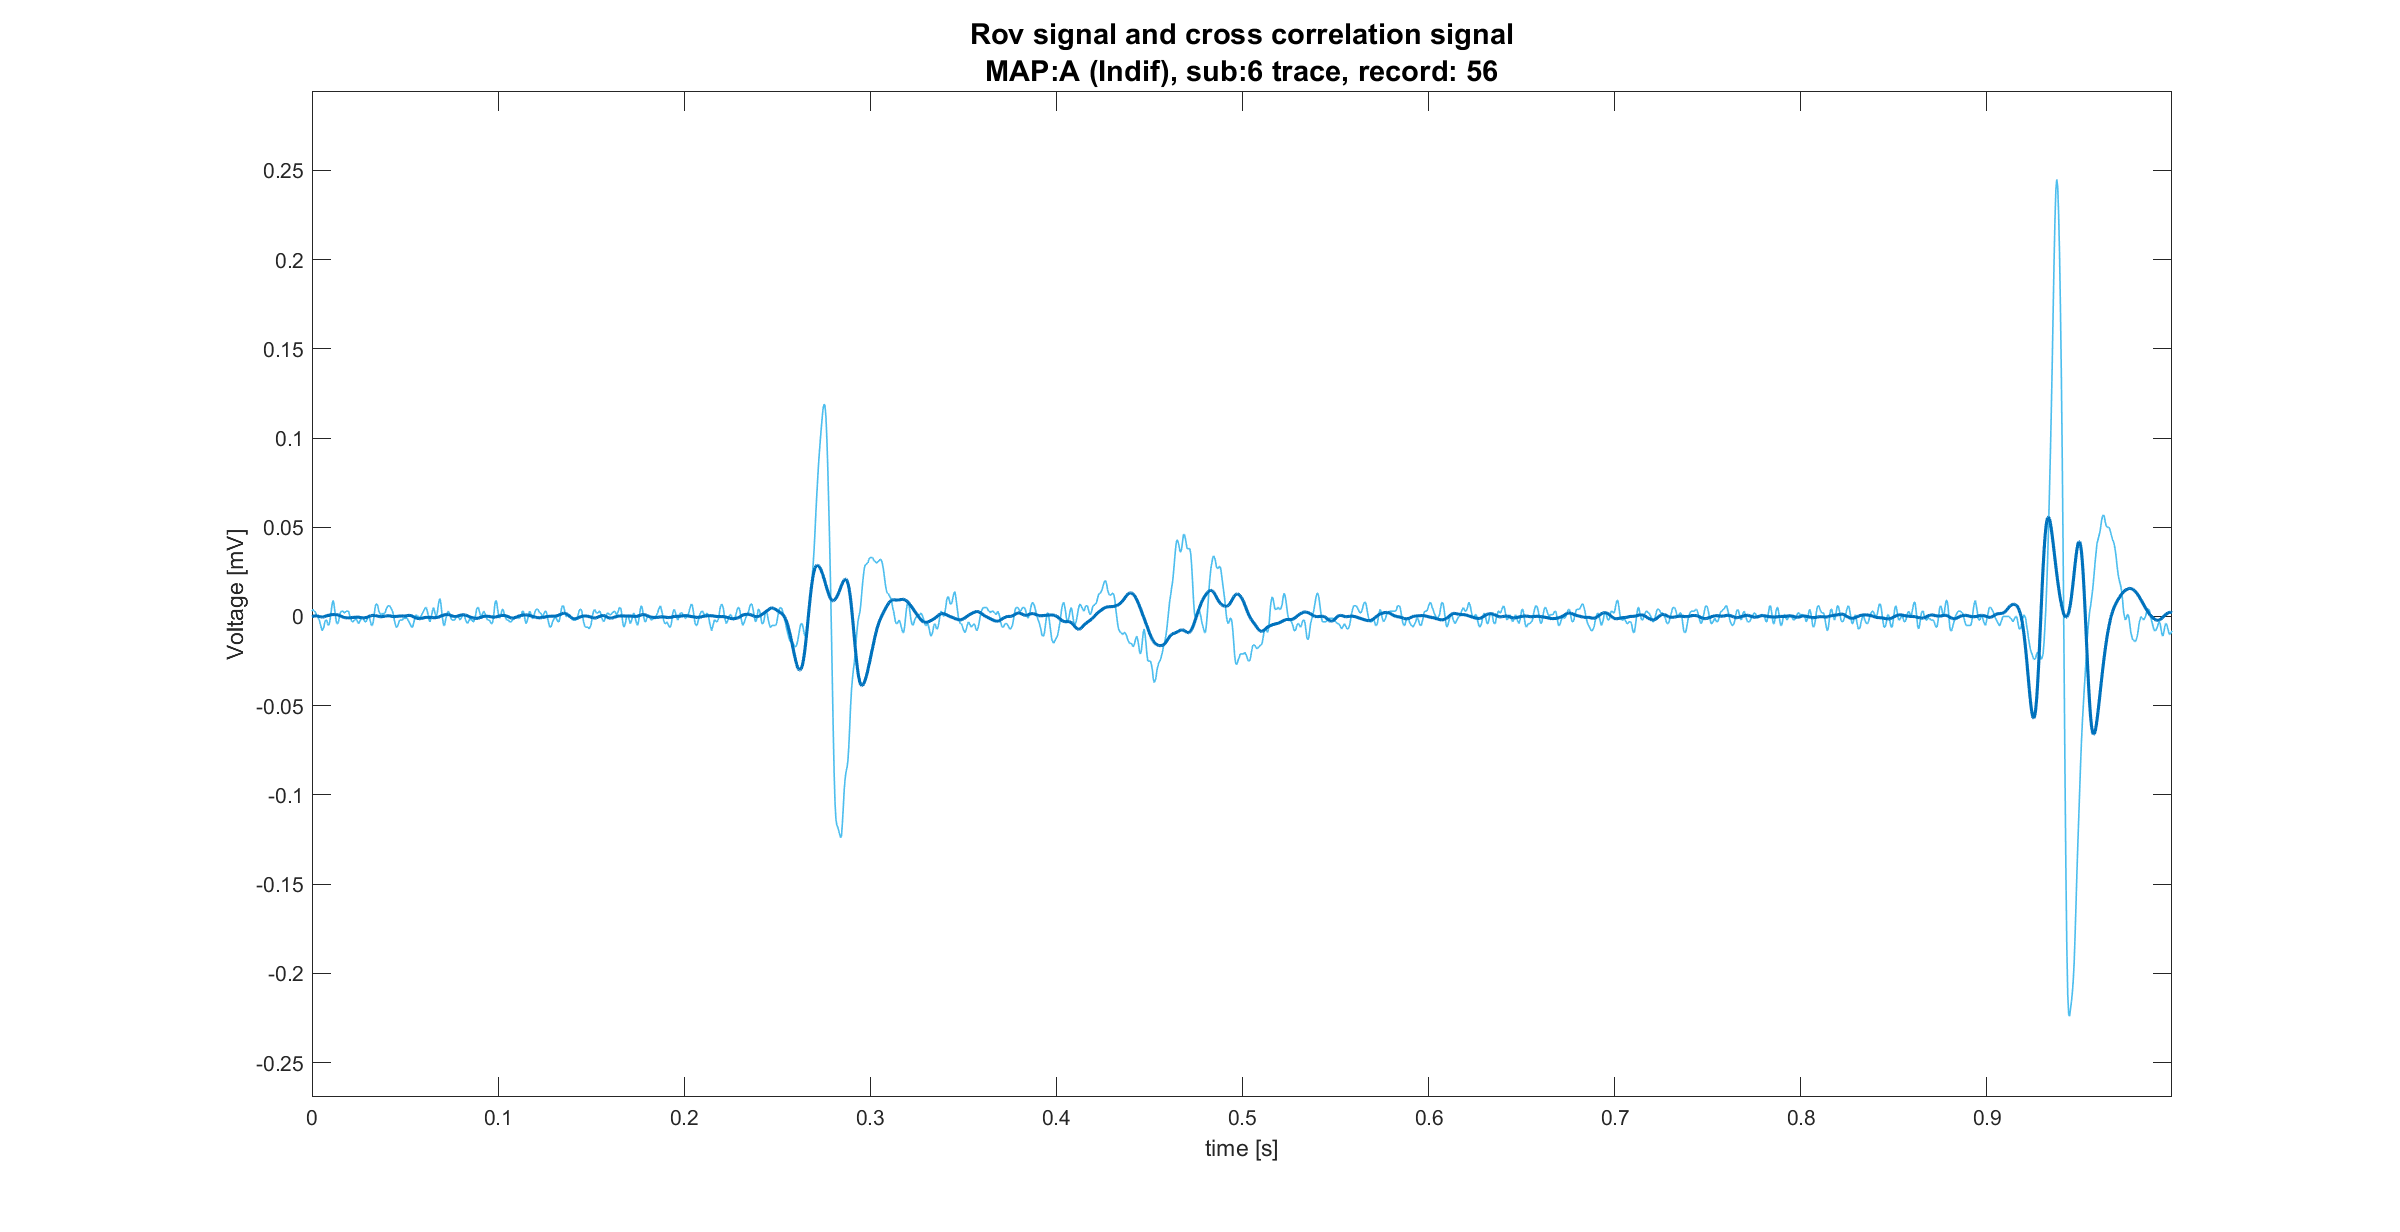 Rov signal and cross correlation signal
MAP:A (Indif), sub:6 trace, record: 56
Voltage [mV]
0.25
0.2
0.15
0.1
0.05
0
-0.05
-0.1
-0.15
-0.2
-0.25
0 0.1 0.2 0.3 0.4 0.5 0.6 0.7 0.8 0.9
time [s]